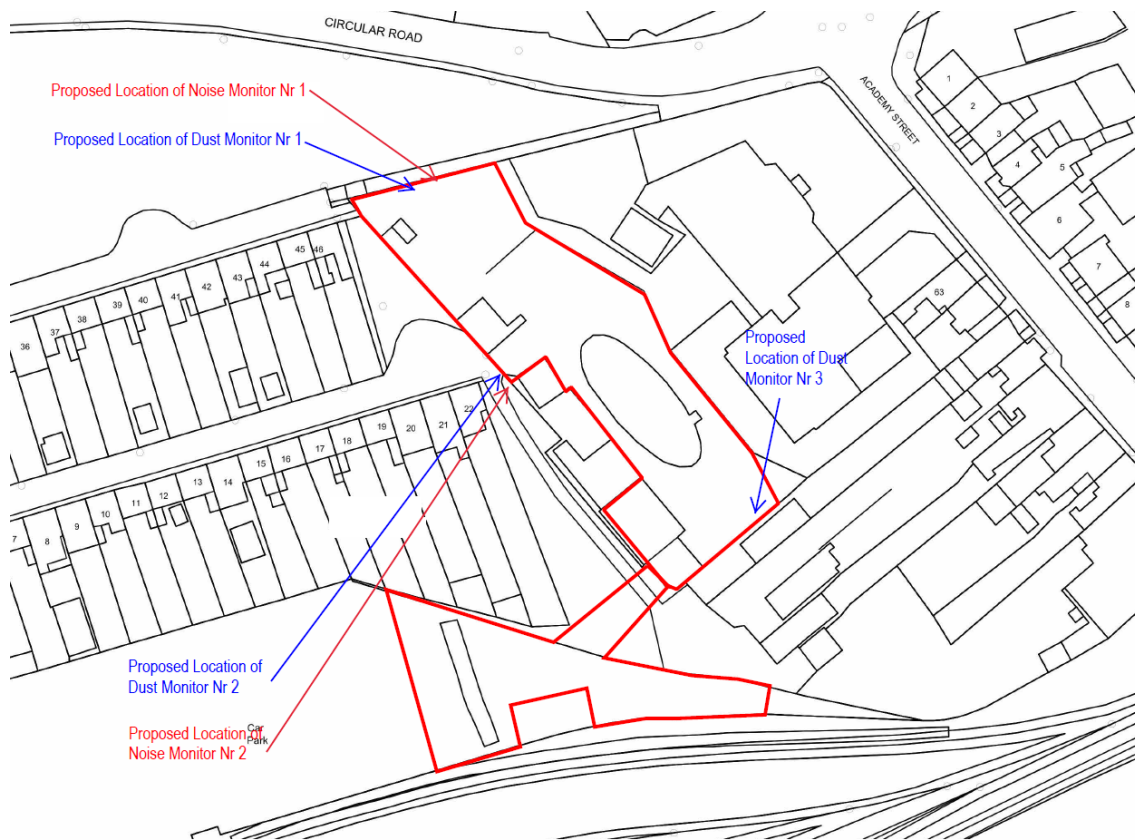 CIRCULAR ROAD
ACADEMY STREET
Proposed Location of Noise Monitor Nr 1
Proposed Location of Dust Monitor Nr 1
1
2
3
4
5
6
7
8
63
46
45
44
43
42
41
40
39
38
37
36
Proposed
Location of Dust
Monitor Nr 3
22
21
20
19
18
17
16
15
14
13
12
11
10
9
8
7
Proposed Location of
Dust Monitor Nr 2
Car
Park
Proposed Location of
Noise Monitor Nr 2